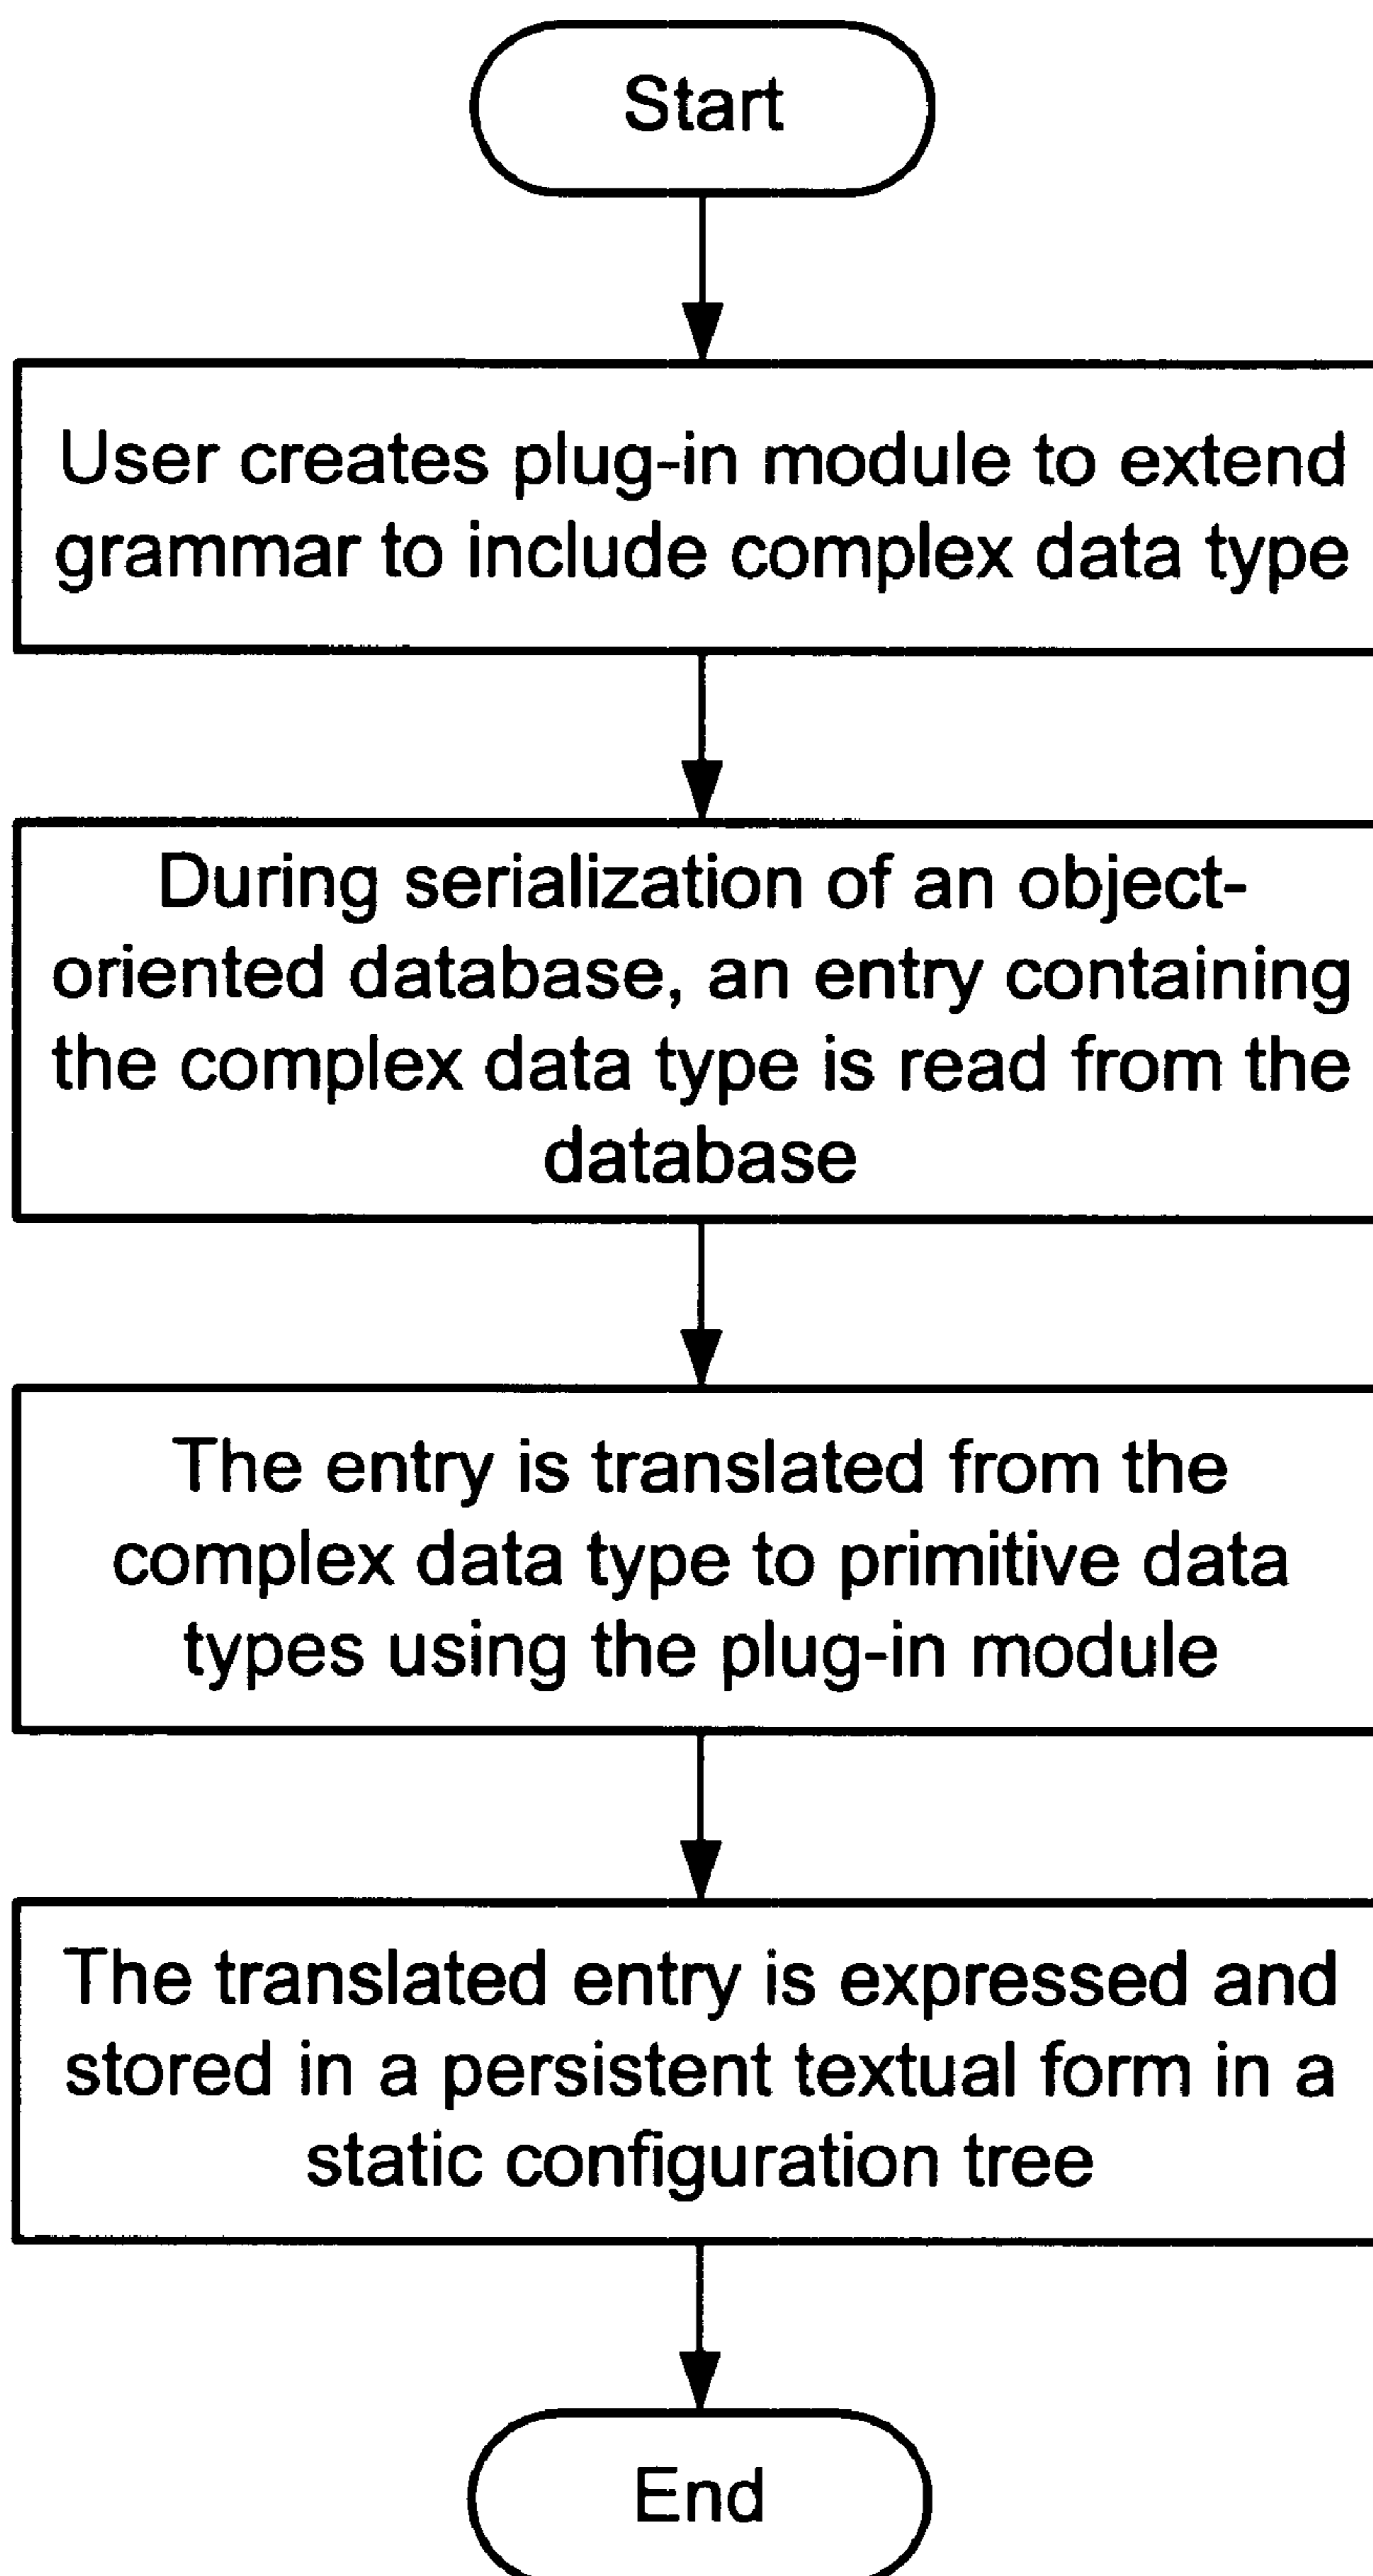 Start
User creates plug-in module to extend
grammar to include complex data type
During serialization of an object-
oriented database, an entry containing
the complex data type is read from the
database
The entry is translated from the
complex data type to primitive data
types using the plug-in module
The translated entry is expressed and
stored in a persistent textual form in a
static configuration tree
End